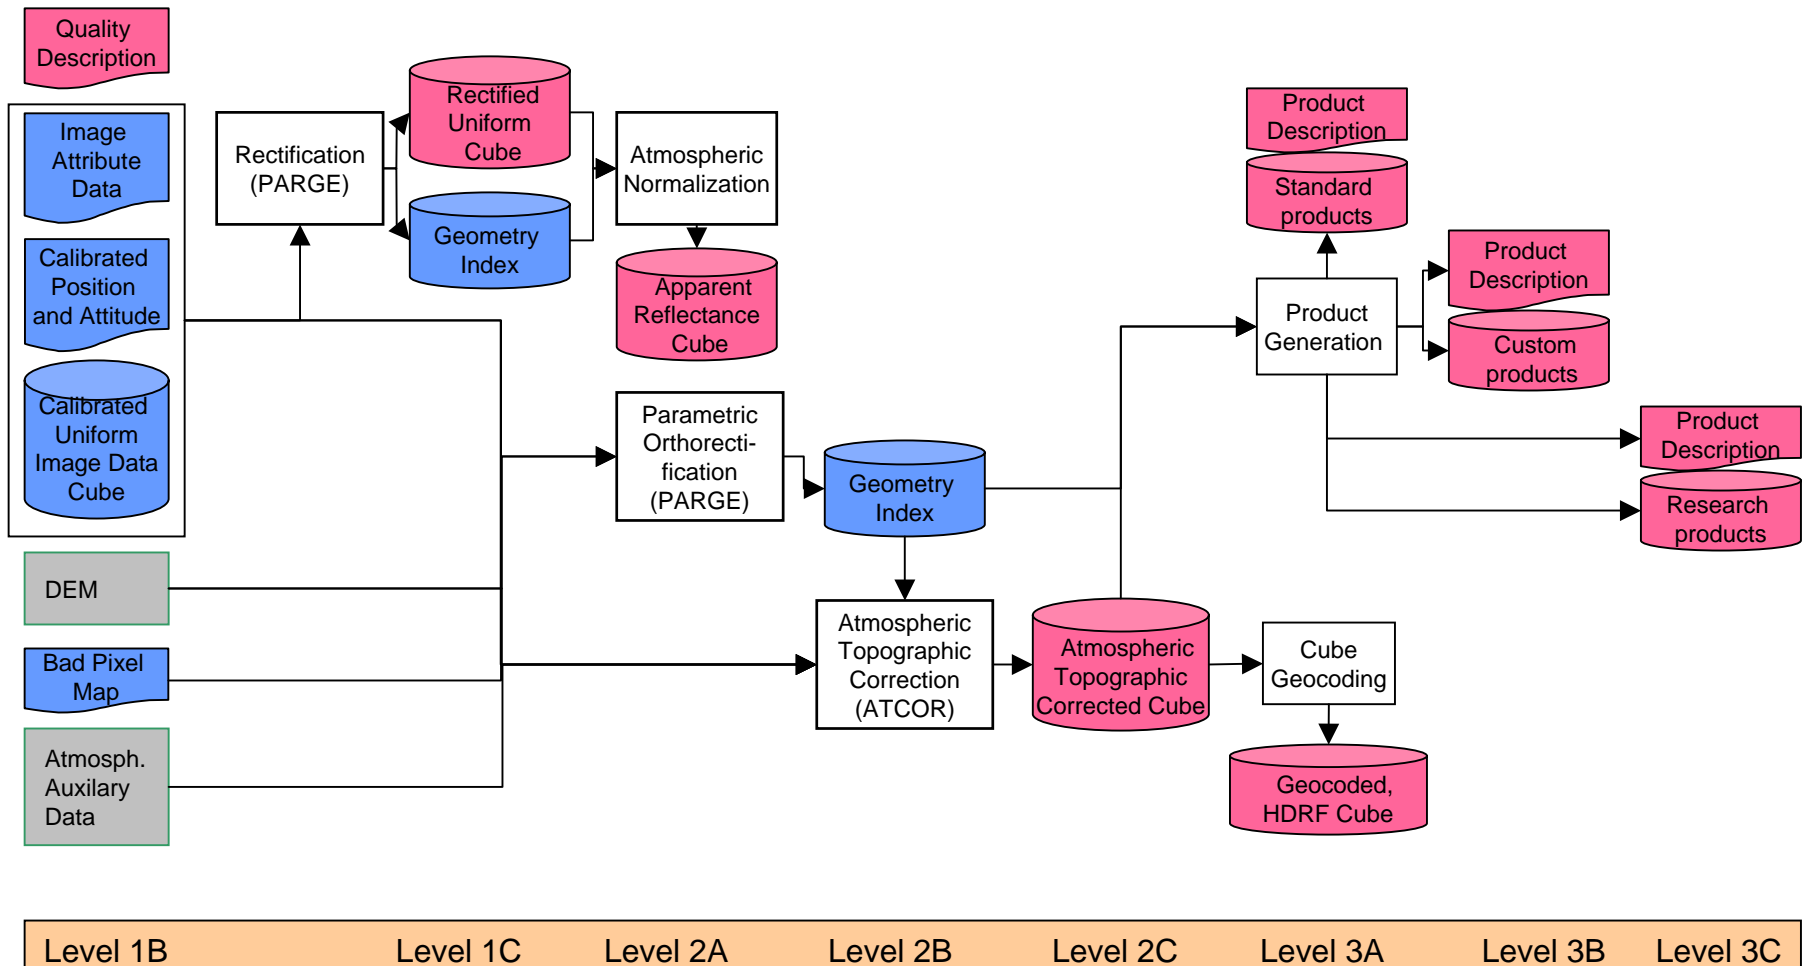 Quality
Description
Image
Attribute
Data
Calibrated
Position
and Attitude
Calibrated
Uniform
Image Data
Cube
DEM
Bad Pixel
Map
Atmosph.
Auxilary
Data
Rectification
(PARGE)
Rectified
Uniform
Cube
Geometry
Index
Atmospheric
Normalization
Apparent
Reflectance
Cube
Parametric
Orthorecti-
fication
(PARGE)
Geometry
Index
Atmospheric
Topographic
Correction
(ATCOR)
Atmospheric
Topographic
Corrected Cube
Cube
Geocoding
Geocoded,
HDRF Cube
Product
Description
Standard
products
Product
Generation
Product
Description
Custom
products
Product
Description
Research
products
Level 1B
Level 1C
Level 2A
Level 2B
Level 2C
Level 3A
Level 3B
Level 3C